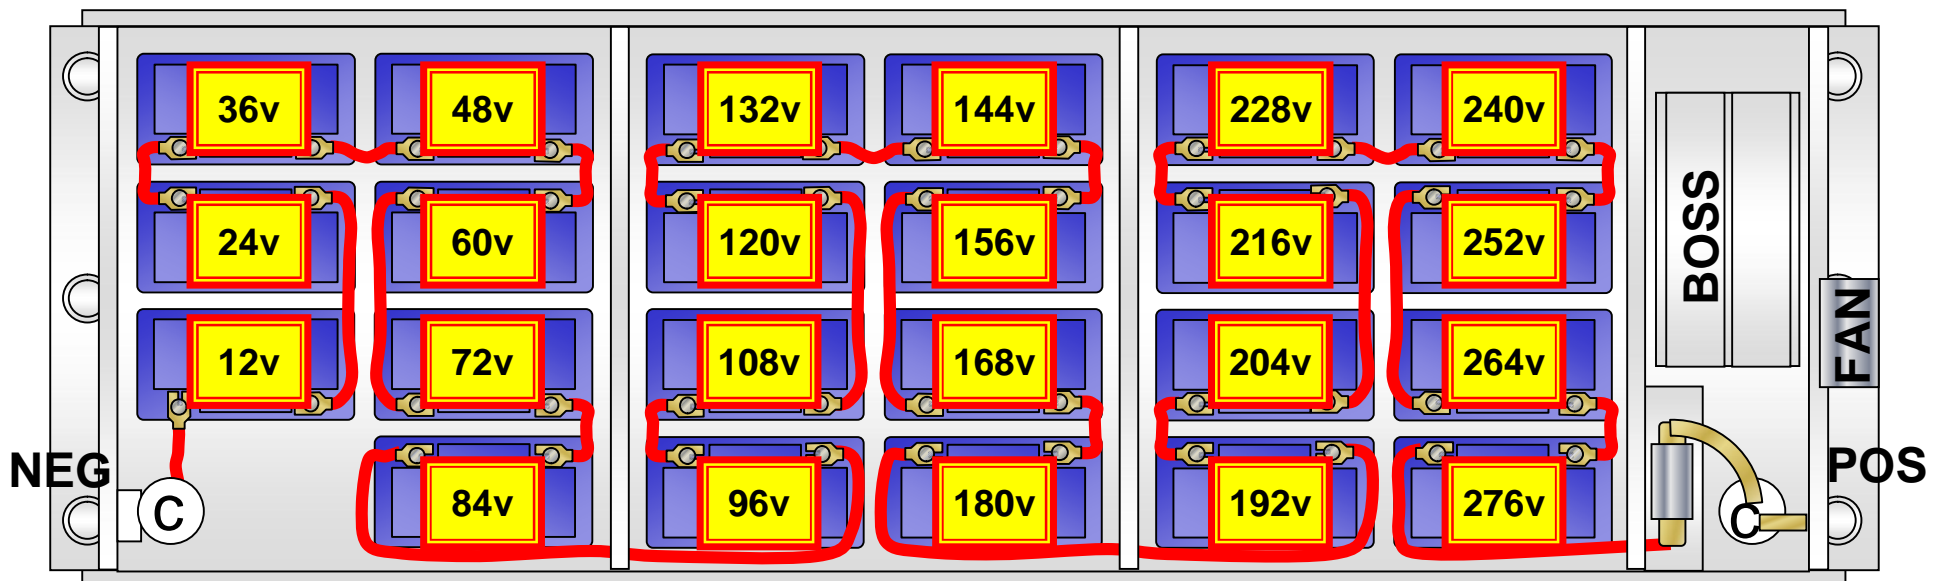 36v 48v 132v 144v 228v 240v
24v 60v 120v 156v 216v 252v
BOSS
12v 72v 108v 168v 204v 264v
FAN
NEG
POS
84v 96v 180v 192v 276v
C
C